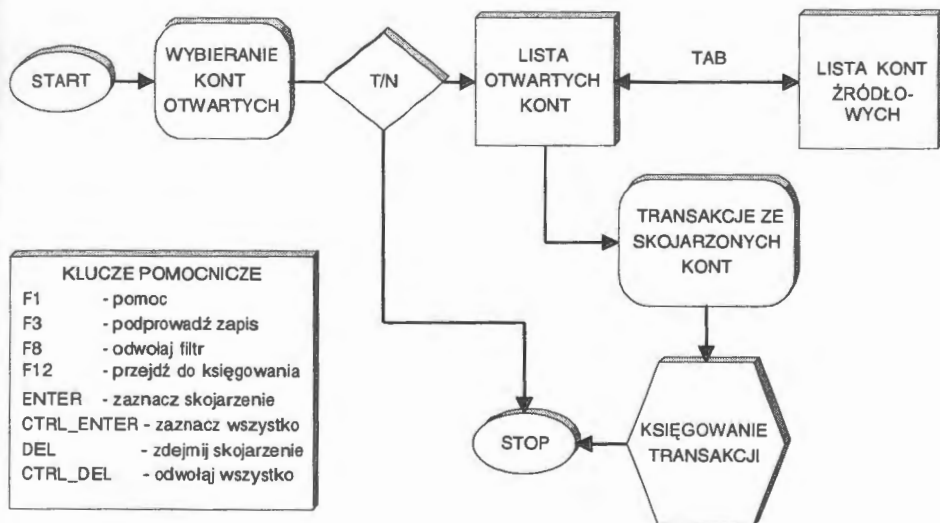 START
WYBIERANIE
KONT
OTWARTYCH
T/N
LISTA
OTWARTYCH
KONT
TAB
LISTA KONT
ŹRÓDŁO-
WYCH
TRANSAKCJE ZE
SKOJARZONYCH
KONT
KLUCZE POMOCNICZE
F1 - pomoc
F3 - podprowadź zapis
F8 - odwołaj filtr
F12 - przejdź do księgowania
ENTER - zaznacz skojarzenie
CTRL_ENTER - zaznacz wszystko
DEL - zdejmij skojarzenie
CTRL_DEL - odwołaj wszystko
STOP
KSIĘGOWANIE
TRANSAKCJI